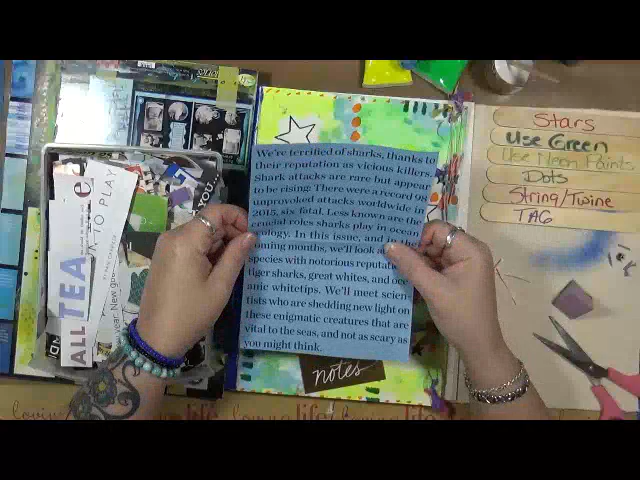 We're terrified of sharks, thanks to
their reputation as vicious killers.
Shark attacks are rare but appear
to be rising: There were a record 98
unprovoked attacks worldwide in
2015, six fatal. Less known are the
crucial roles sharks play in ocean
ecology. In this issue, and in the
coming months, we'll look at
species with notorious reputat
tiger sharks, great whites, and oce
anic whitetips. We'll meet scien-
tists who are shedding new light on
these enigmatic creatures that are
vital to the seas, and not as scary as
you might think.
notes
Stars
Use Green
Use Neon Paints
Dots
String/Twine
TAG
ALL TEA
TO PLAY
YOU...
life
life
life